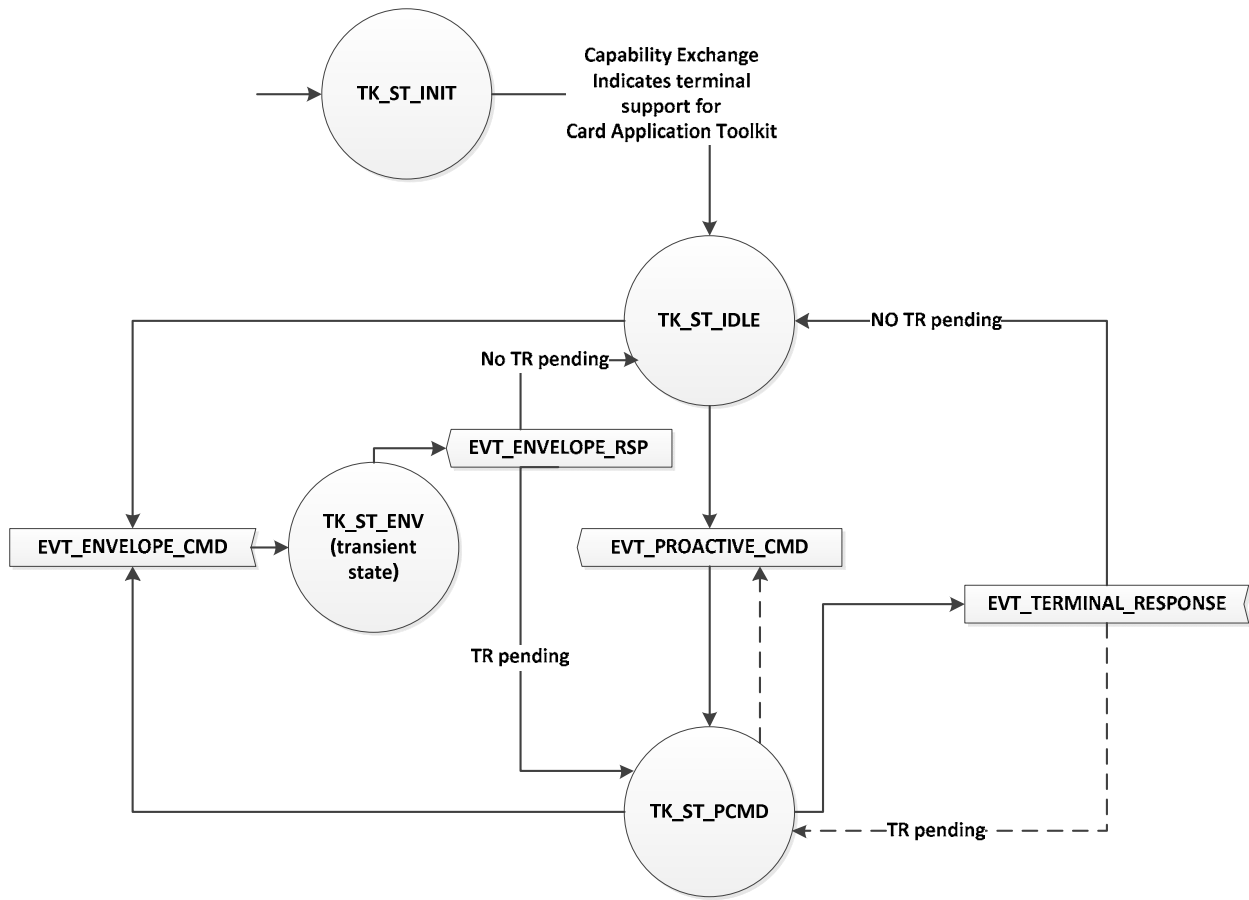 TK_ST_INIT
Capability Exchange
Indicates terminal
support for
Card Application Toolkit
TK_ST_IDLE
NO TR pending
No TR pending
EVT_ENVELOPE_RSP
TK_ST_ENV
(transient
state)
EVT_ENVELOPE_CMD
EVT_PROACTIVE_CMD
EVT_TERMINAL_RESPONSE
TR pending
TK_ST_PCMD
TR pending